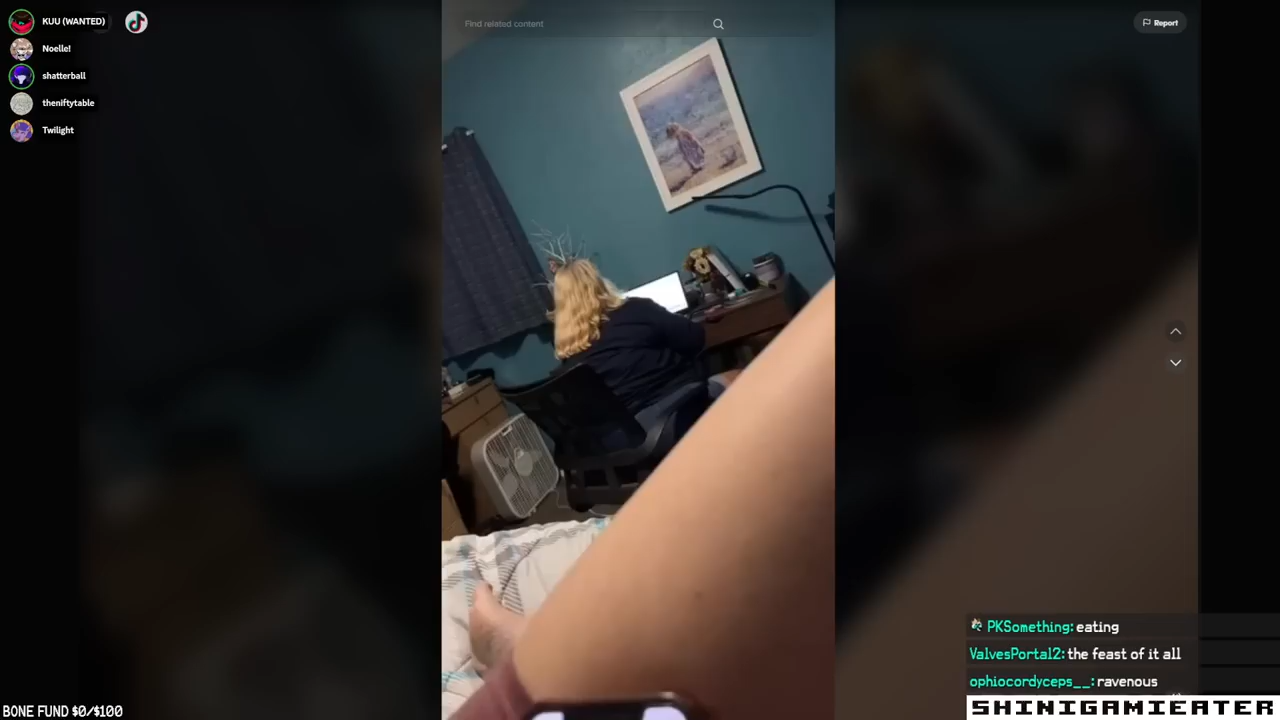 KUU (WANTED)
Noelle!
shatterball
theniftytable
Twilight
Find related content
Report
PKSomething: eating
ValvesPortal2: the feast of it all
ophiocordyceps__: ravenous
SHINIGAMIEATER
BONE FUND $0/$100